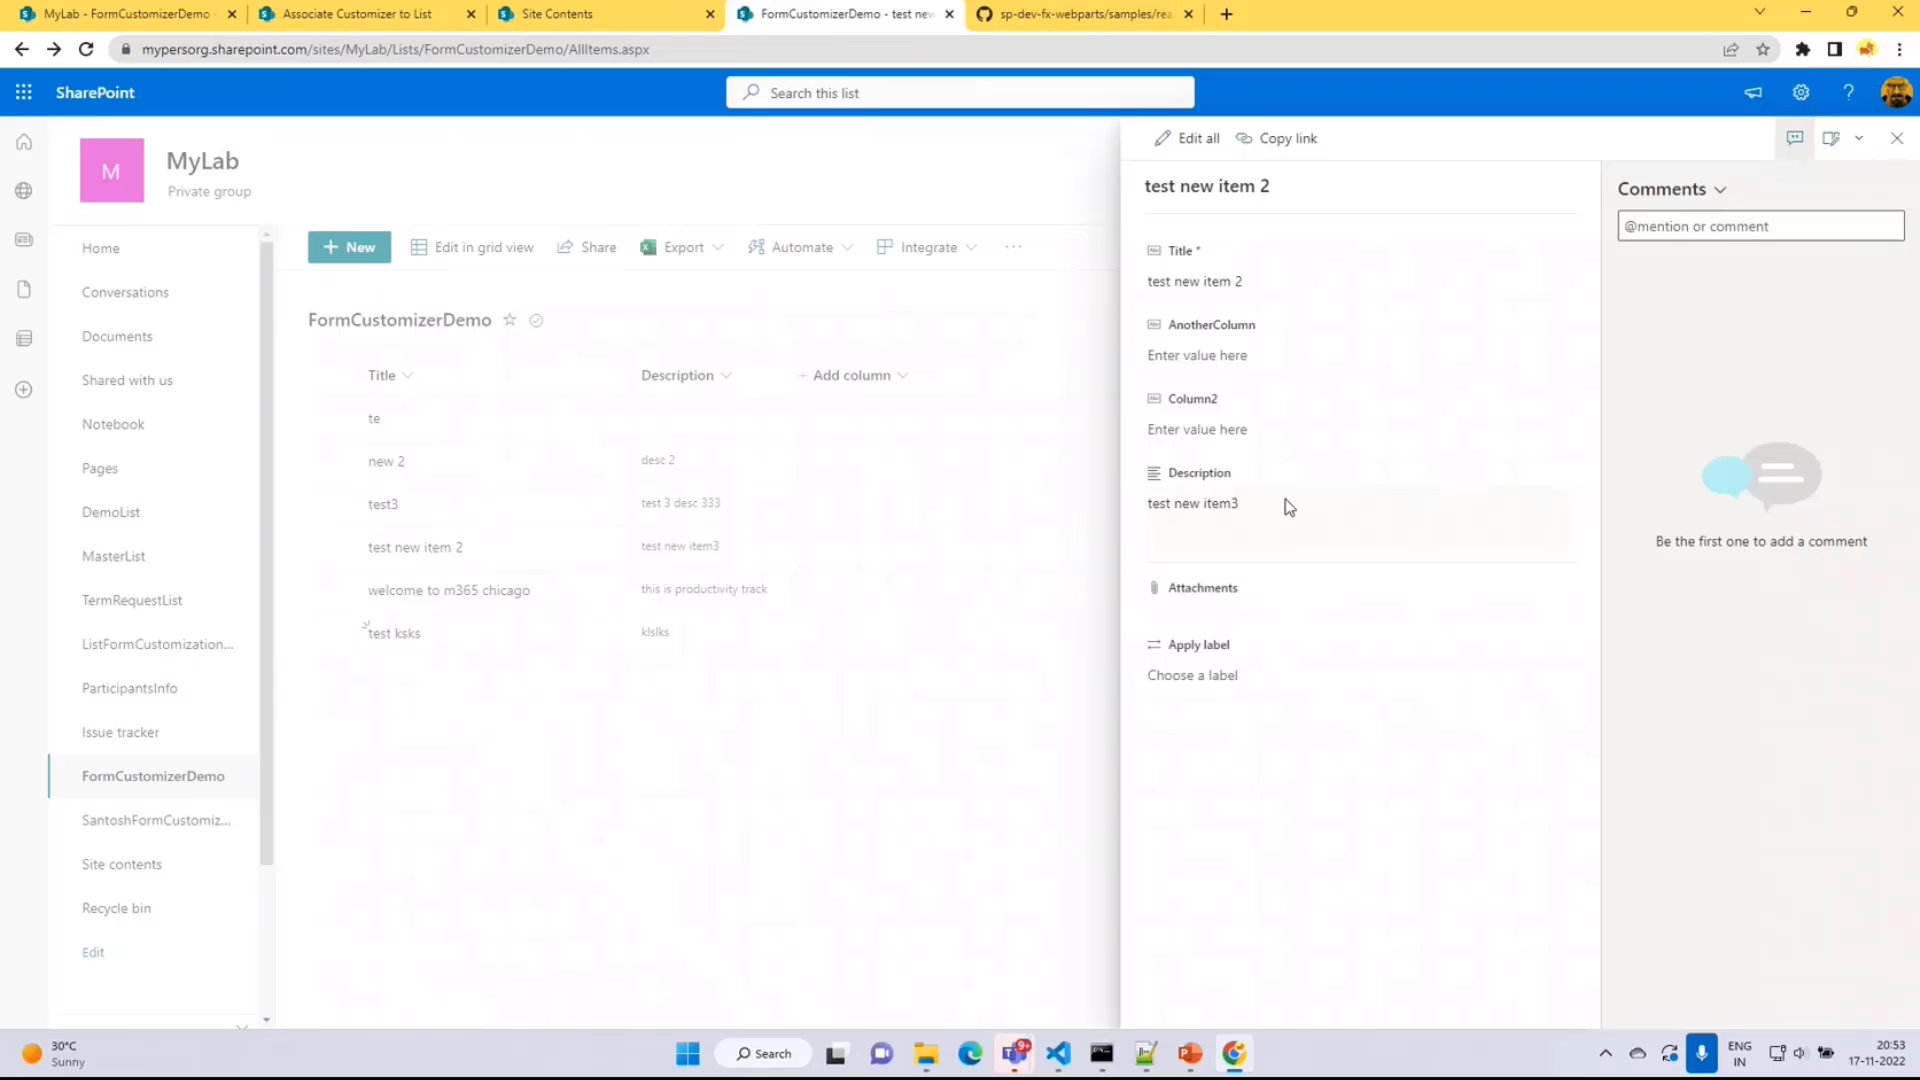 MyLab - FormCustomizerDemo
Associate Customizer to List
Site Contents
FormCustomizerDemo - test new
sp-dev-fx-webparts/samples/rea
mypersorg.sharepoint.com/sites/MyLab/Lists/FormCustomizerDemo/AllItems.aspx
SharePoint
Search this list
M
MyLab
Private group
Home
Conversations
Documents
Shared with us
Notebook
Pages
DemoList
MasterList
TermRequestList
ListFormCustomization...
ParticipantsInfo
Issue tracker
FormCustomizerDemo
SantoshFormCustomiz...
Site contents
Recycle bin
Edit
New
Edit in grid view
Share
Export
Automate
Integrate
FormCustomizerDemo
Title
Description
+ Add column
te
new 2
desc 2
test3
test 3 desc 333
test new item 2
test new item3
welcome to m365 chicago
this is productivity track
test ksks
klslks
Edit all
Copy link
test new item 2
Title *
test new item 2
AnotherColumn
Enter value here
Column2
Enter value here
Description
test new item3
Attachments
Apply label
Choose a label
Comments
@mention or comment
Be the first one to add a comment
30°C
Sunny
Search
9+
ENG
IN
20:53
17-11-2022